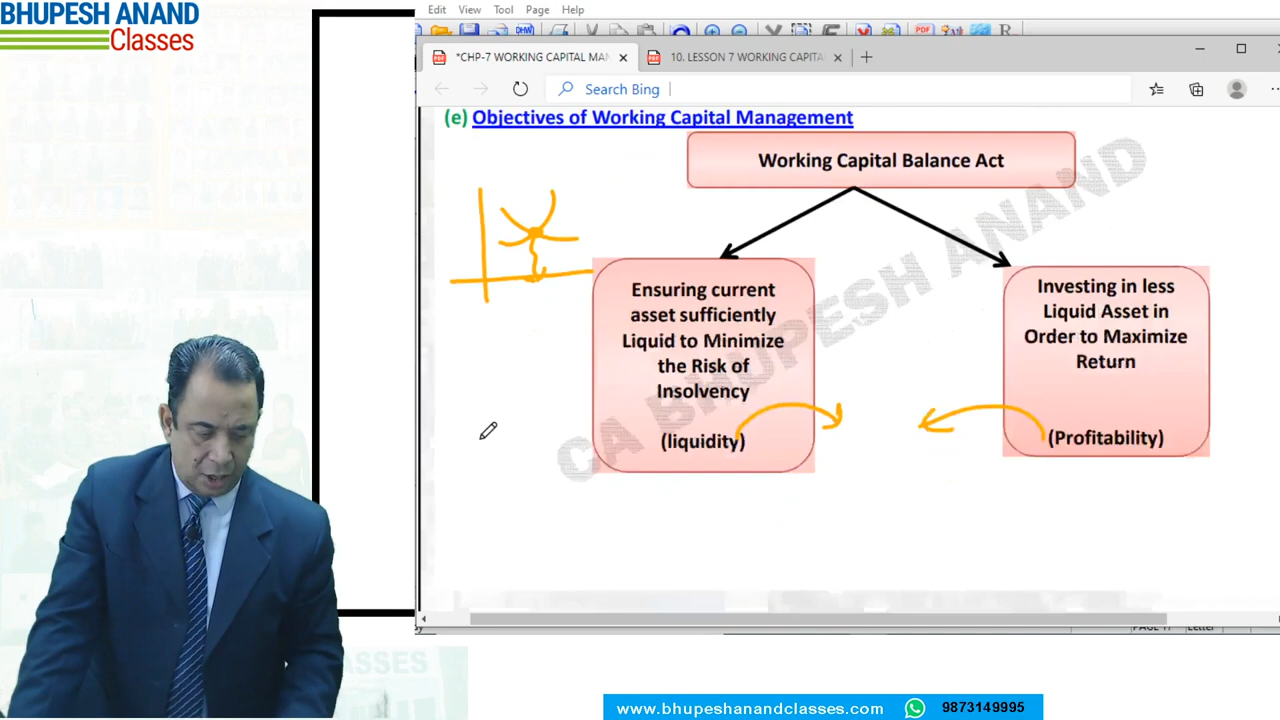 BHUPESH ANAND
Classes
Edit View Tool Page Help
*CHP-7 WORKING CAPITAL MAN
10. LESSON 7 WORKING CAPITA
Search Bing
(e) Objectives of Working Capital Management
Working Capital Balance Act
Ensuring current
asset sufficiently
Liquid to Minimize
the Risk of
Insolvency
(liquidity)
Investing in less
Liquid Asset in
Order to Maximize
Return
(Profitability)
CA BHUPESH ANAND
www.bhupeshanandclasses.com
9873149995